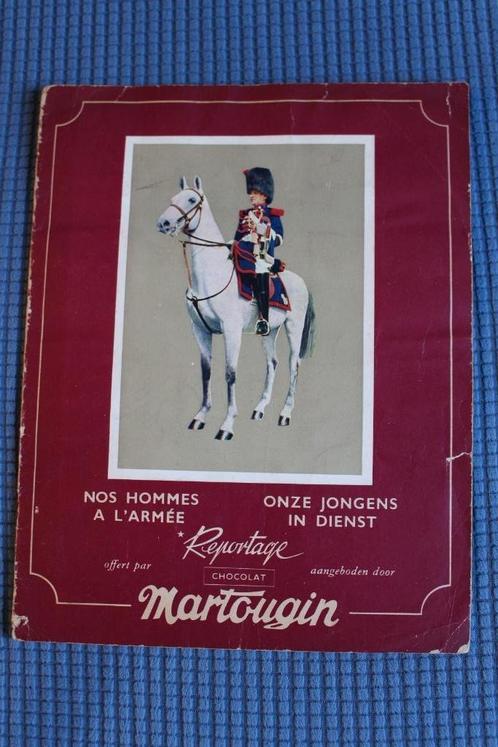 NOS HOMMES
A L'ARMÉE
ONZE JONGENS
IN DIENST
Reportage
offert par
CHOCOLAT
aangeboden door
Martougin